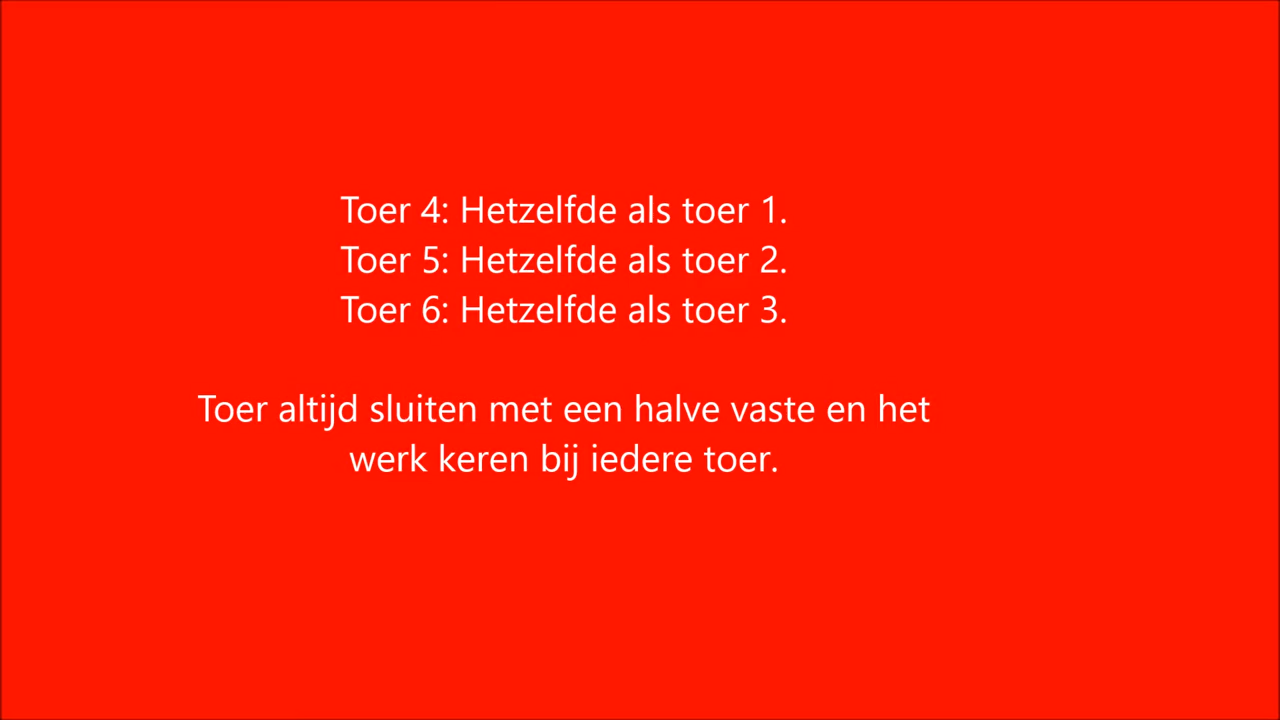 Toer 4: Hetzelfde als toer 1.
Toer 5: Hetzelfde als toer 2.
Toer 6: Hetzelfde als toer 3.
Toer altijd sluiten met een halve vaste en het
werk keren bij iedere toer.